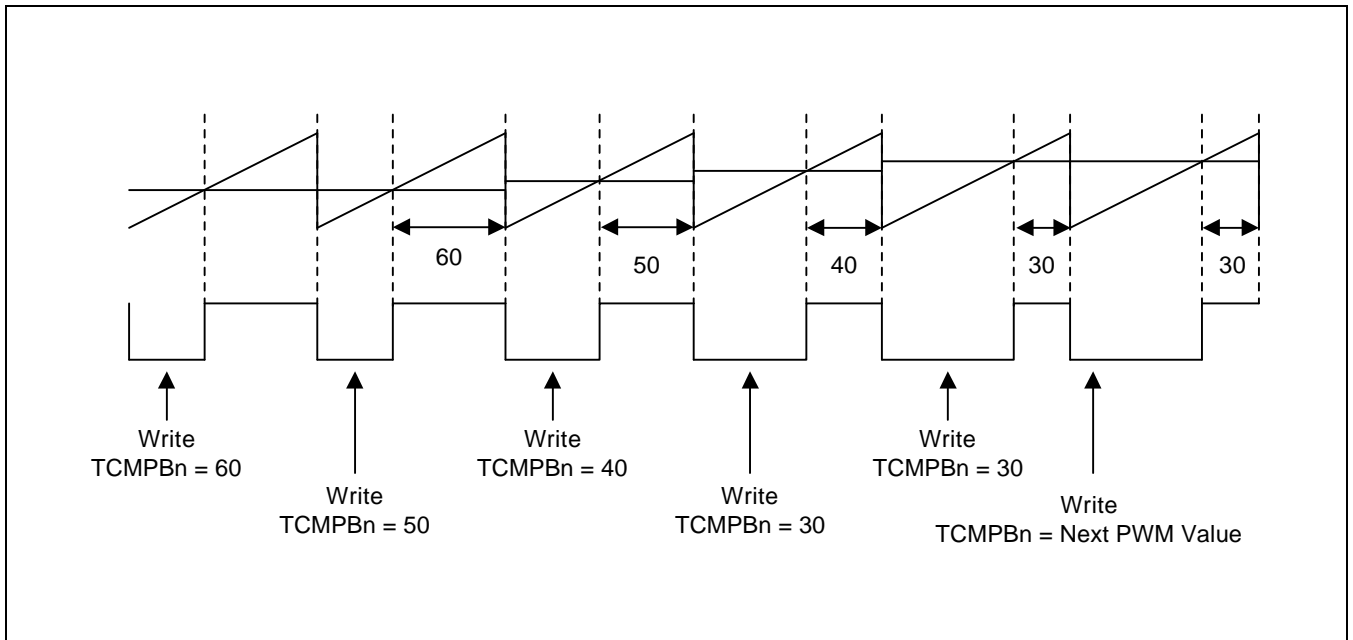 60
50
40
30
30
Write
TCMPBn = 60
Write
TCMPBn = 50
Write
TCMPBn = 40
Write
TCMPBn = 30
Write
TCMPBn = 30
Write
TCMPBn = Next PWM Value